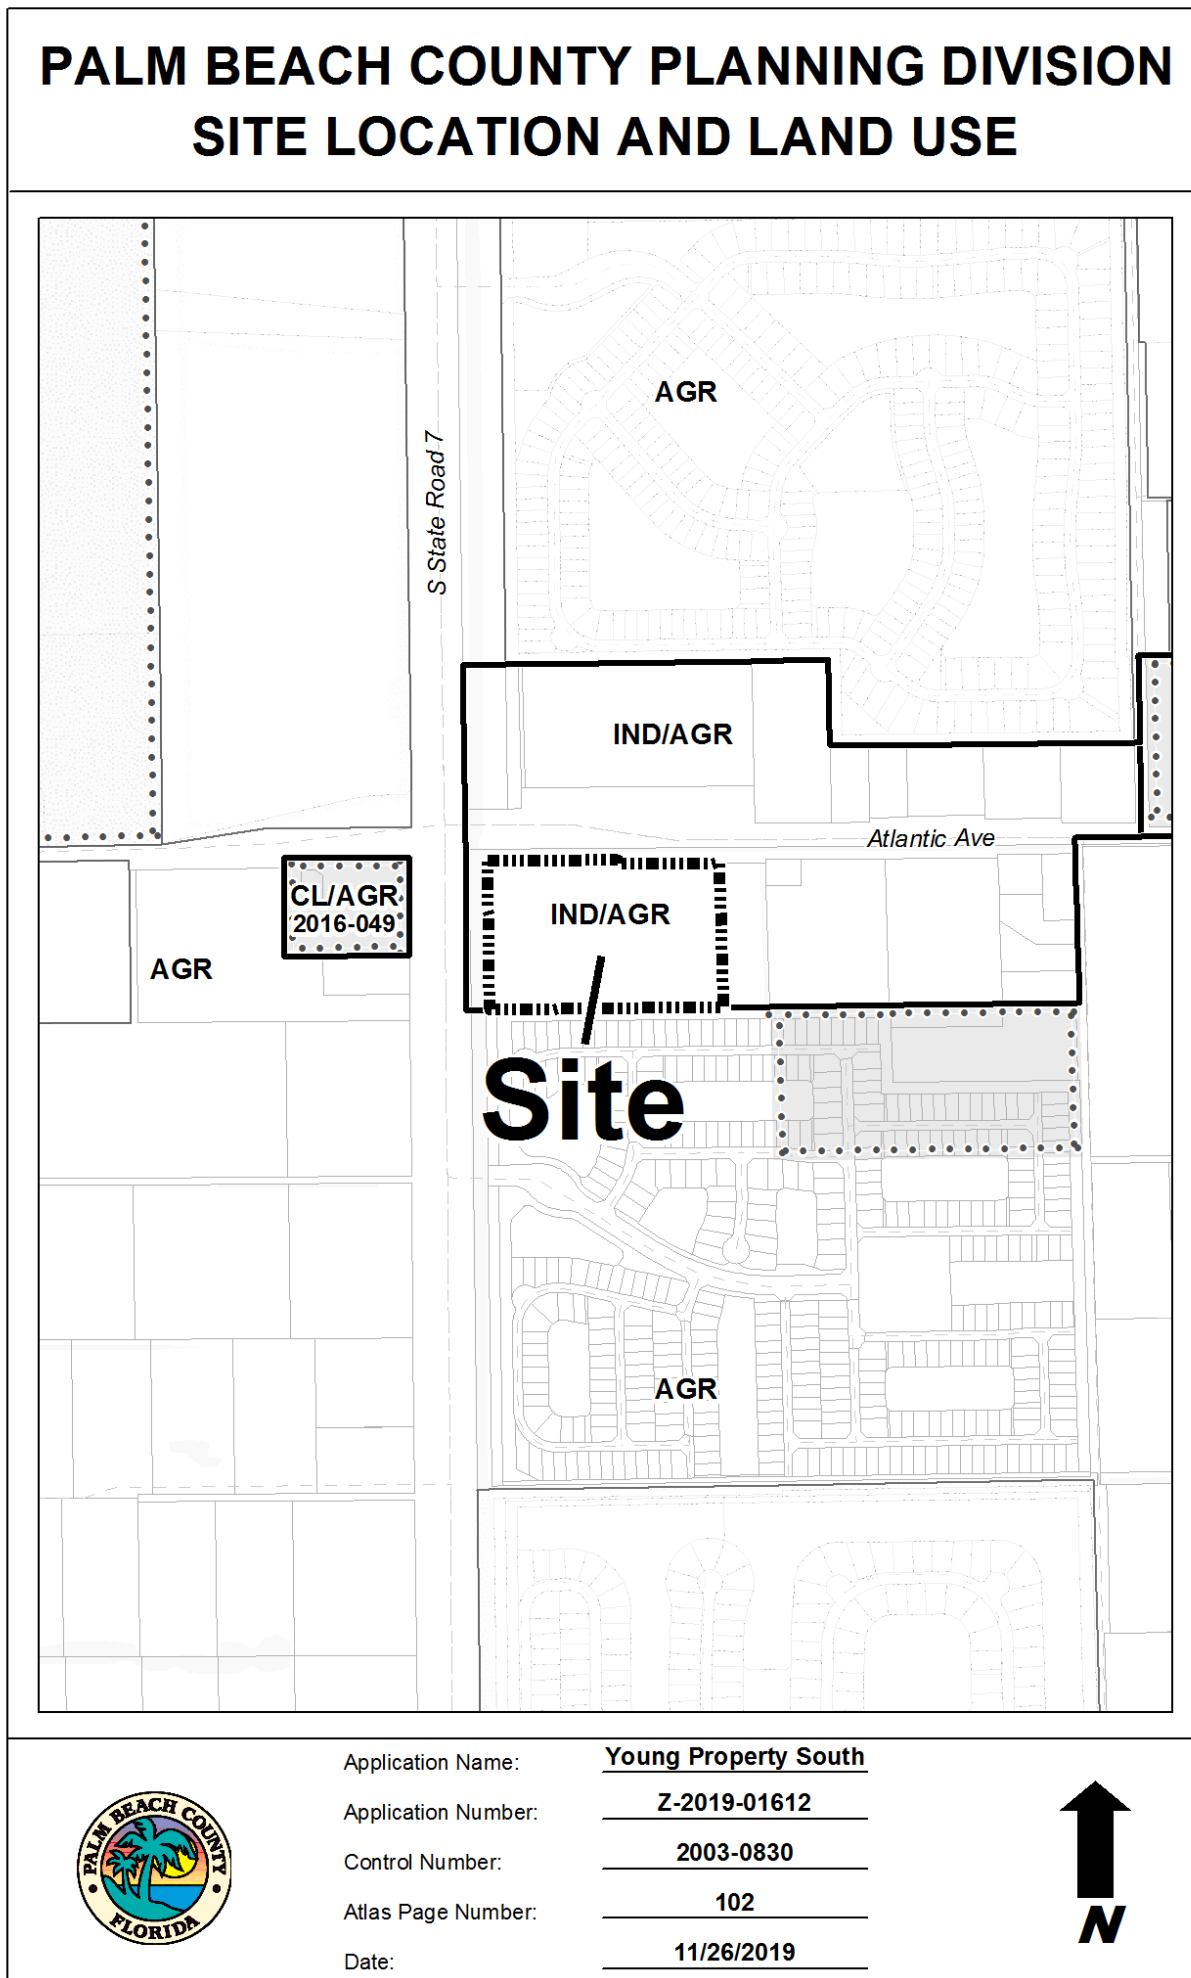 PALM BEACH COUNTY PLANNING DIVISION
SITE LOCATION AND LAND USE
AGR
S State Road 7
IND/AGR
Atlantic Ave
CL/AGR
2016-049
IND/AGR
AGR
Site
AGR
Application Name: Young Property South
Application Number: Z-2019-01612
Control Number: 2003-0830
Atlas Page Number: 102
Date: 11/26/2019
PALM BEACH COUNTY
FLORIDA
N